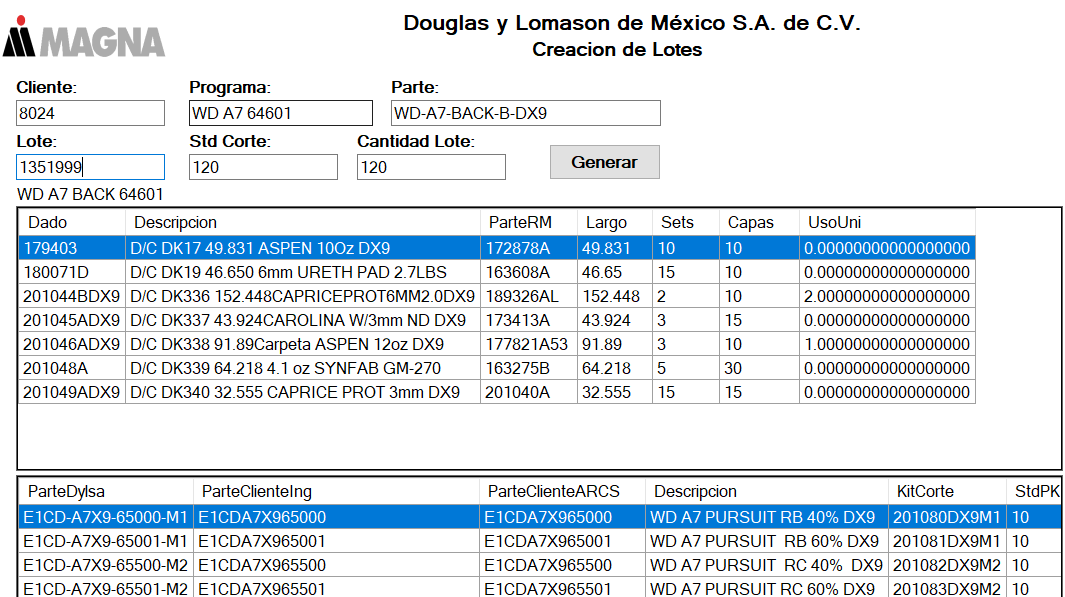 MAGNA
Douglas y Lomason de México S.A. de C.V.
Creacion de Lotes
Cliente: Programa: Parte:
8024 WD A7 64601 WD-A7-BACK-B-DX9
Lote: Std Corte: Cantidad Lote:
1351999 120 120 Generar
WD A7 BACK 64601
Dado Descripcion ParteRM Largo Sets Capas UsoUni
179403 D/C DK17 49.831 ASPEN 10Oz DX9 172878A 49.831 10 10 0.00000000000000000
180071D D/C DK19 46.650 6mm URETH PAD 2.7LBS 163608A 46.65 15 10 0.00000000000000000
201044BDX9 D/C DK336 152.448CAPRICEPROT6MM2.0DX9 189326AL 152.448 2 10 2.00000000000000000
201045ADX9 D/C DK337 43.924CAROLINA W/3mm ND DX9 173413A 43.924 3 15 0.00000000000000000
201046ADX9 D/C DK338 91.89Carpeta ASPEN 12oz DX9 177821A53 91.89 3 10 1.00000000000000000
201048A D/C DK339 64.218 4.1 oz SYNFAB GM-270 163275B 64.218 5 30 0.00000000000000000
201049ADX9 D/C DK340 32.555 CAPRICE PROT 3mm DX9 201040A 32.555 15 15 0.00000000000000000
ParteDylsa ParteClienteIng ParteClienteARCS Descripcion KitCorte StdPK
E1CD-A7X9-65000-M1 E1CDA7X965000 E1CDA7X965000 WD A7 PURSUIT RB 40% DX9 201080DX9M1 10
E1CD-A7X9-65001-M1 E1CDA7X965001 E1CDA7X965001 WD A7 PURSUIT RB 60% DX9 201081DX9M1 10
E1CD-A7X9-65500-M2 E1CDA7X965500 E1CDA7X965500 WD A7 PURSUIT RC 40% DX9 201082DX9M2 10
E1CD-A7X9-65501-M2 E1CDA7X965501 E1CDA7X965501 WD A7 PURSUIT RC 60% DX9 201083DX9M2 10